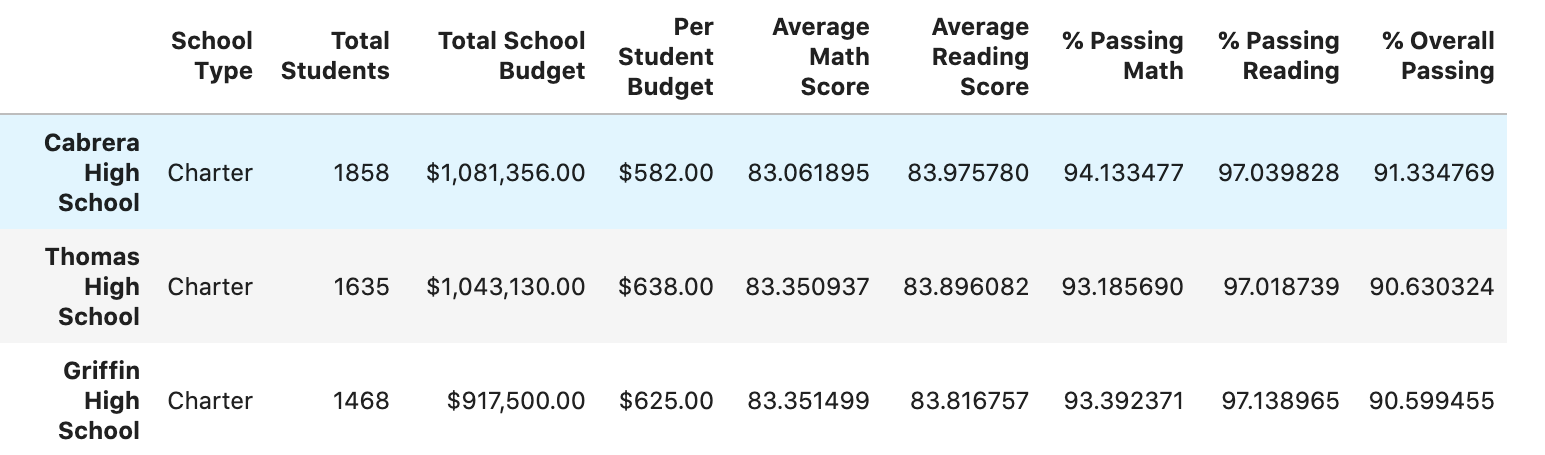 School Type Total Students Total School Budget Per Student Budget Average Math Score Average Reading Score % Passing Math % Passing Reading % Overall Passing
Cabrera High School Charter 1858 $1,081,356.00 $582.00 83.061895 83.975780 94.133477 97.039828 91.334769
Thomas High School Charter 1635 $1,043,130.00 $638.00 83.350937 83.896082 93.185690 97.018739 90.630324
Griffin High School Charter 1468 $917,500.00 $625.00 83.351499 83.816757 93.392371 97.138965 90.599455